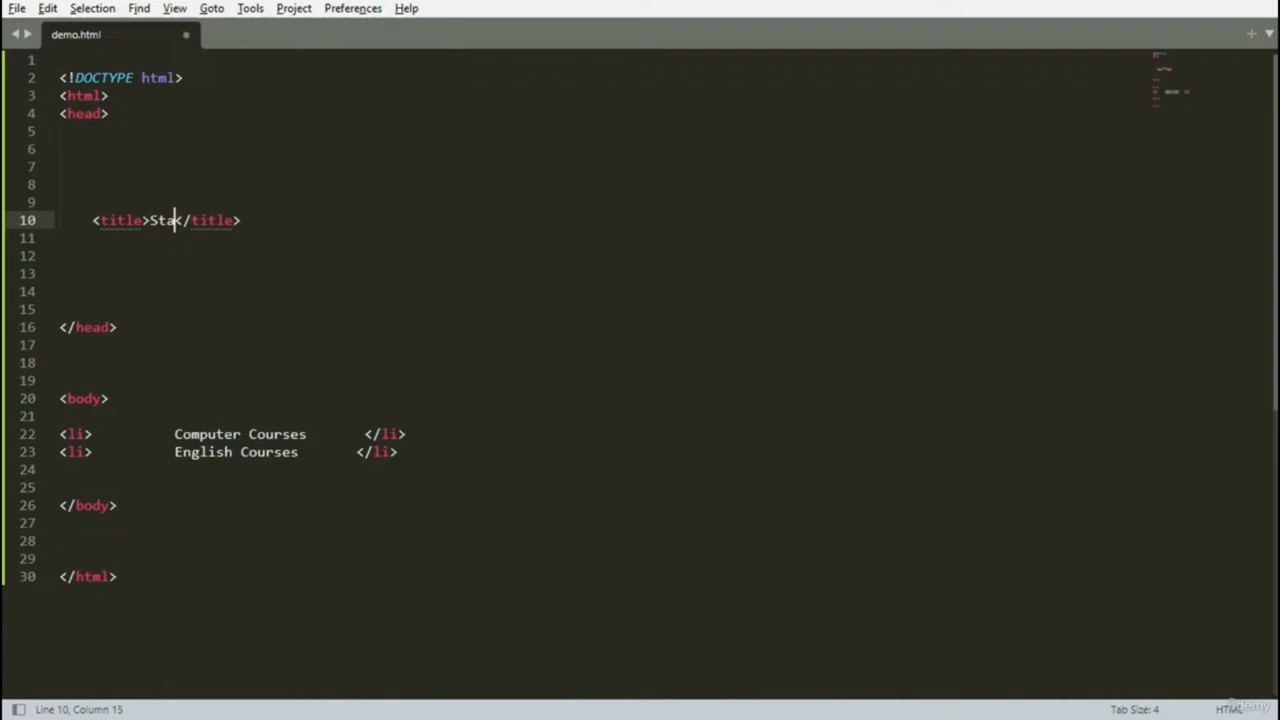 File Edit Selection Find View Goto Tools Project Preferences Help
demo.html
1
2 <!DOCTYPE html>
3 <html>
4 <head>
5
6
7
8
9
10 <title>Sta</title>
11
12
13
14
15
16 </head>
17
18
19
20 <body>
21
22 <li> Computer Courses </li>
23 <li> English Courses </li>
24
25
26 </body>
27
28
29
30 </html>
Line 10, Column 15 Tab Size: 4 HTML
Udemy